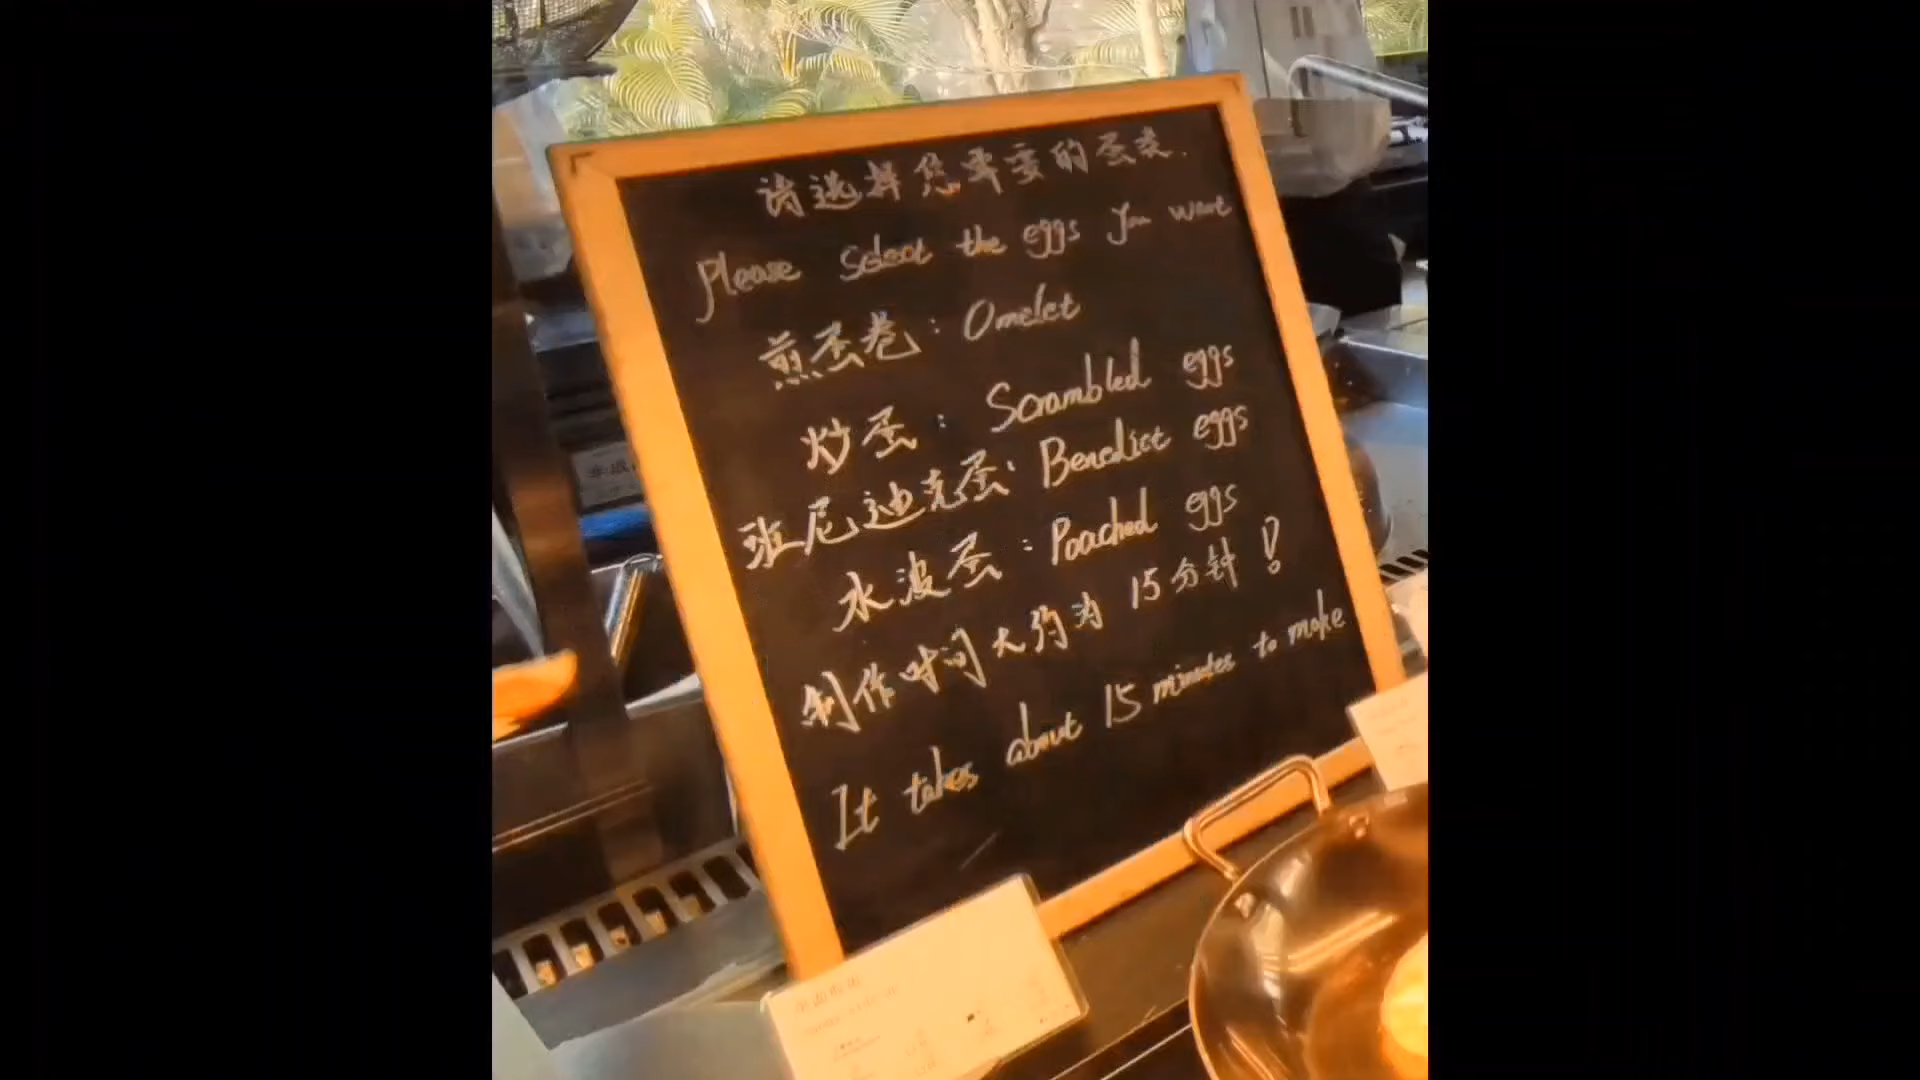 请选择您需要的蛋类.
Please Select the eggs you want
煎蛋卷: Omelet
炒蛋: Scrambled eggs
班尼迪克蛋: Benedict eggs
水波蛋: Poached eggs
制作时间大约为15分钟!
It takes about 15 minutes to make